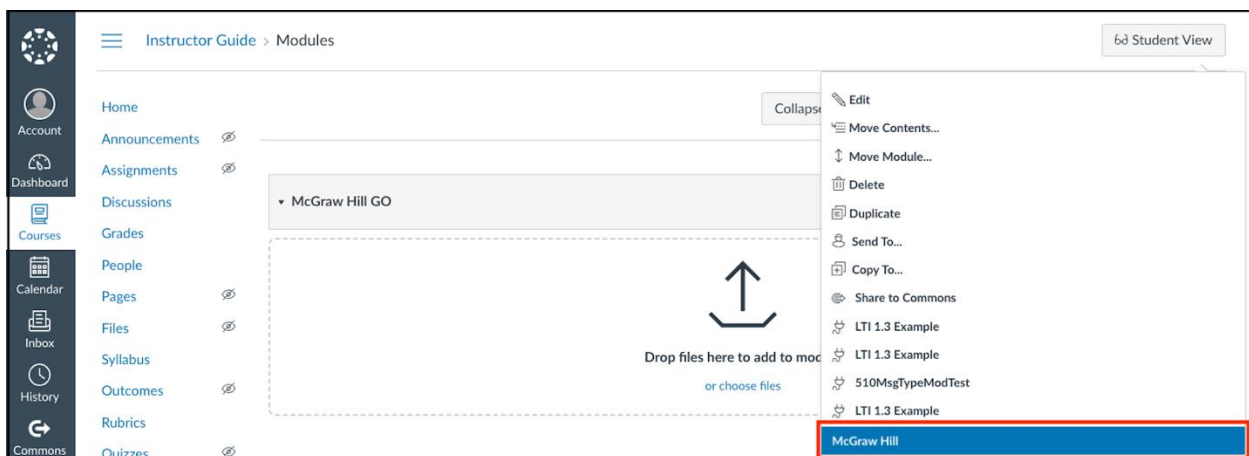 Instructor Guide > Modules
Student View
Account
Dashboard
Courses
Calendar
Inbox
History
Commons
Home
Announcements
Assignments
Discussions
Grades
People
Pages
Files
Syllabus
Outcomes
Rubrics
Quizzes
Collapse
McGraw Hill GO
Drop files here to add to mod
or choose files
Edit
Move Contents...
Move Module...
Delete
Duplicate
Send To...
Copy To...
Share to Commons
LTI 1.3 Example
LTI 1.3 Example
510MsgTypeModTest
LTI 1.3 Example
McGraw Hill